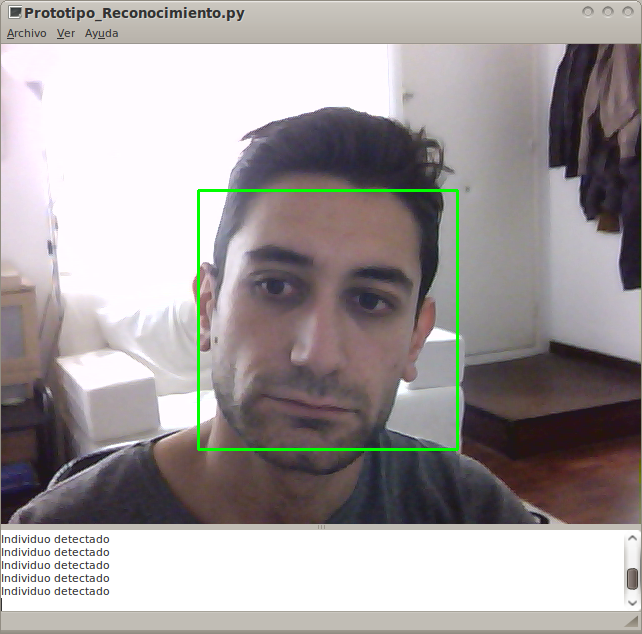 Prototipo_Reconocimiento.py
Archivo Ver Ayuda
Individuo detectado
Individuo detectado
Individuo detectado
Individuo detectado
Individuo detectado